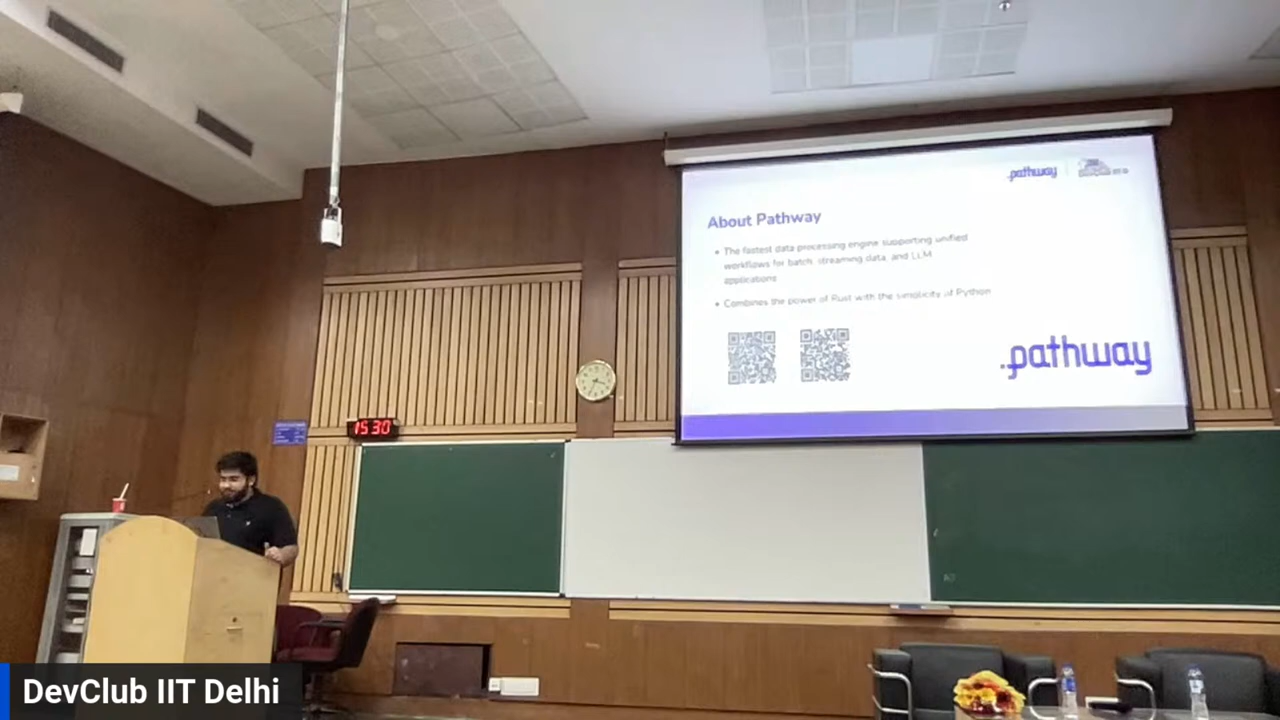 .pathway
About Pathway
• The fastest data processing engine supporting unified
workflows for batch, streaming data, and LLM
applications
• Combines the power of Rust with the simplicity of Python
.pathway
15 30
DevClub IIT Delhi